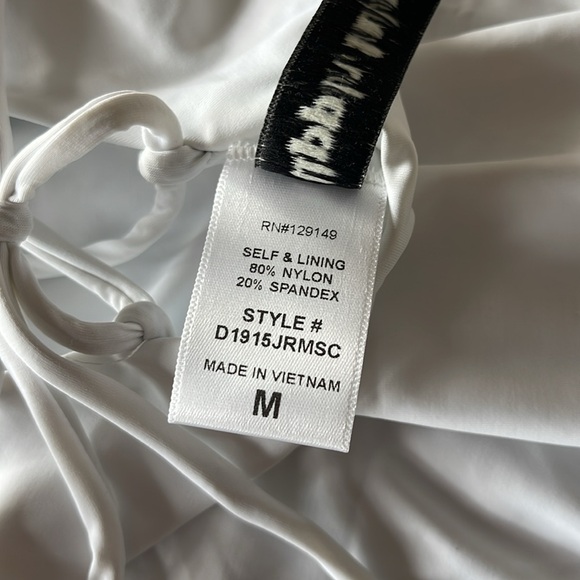 RN#129149
SELF & LINING
80% NYLON
20% SPANDEX
STYLE #
D1915JRMSC
MADE IN VIETNAM
M